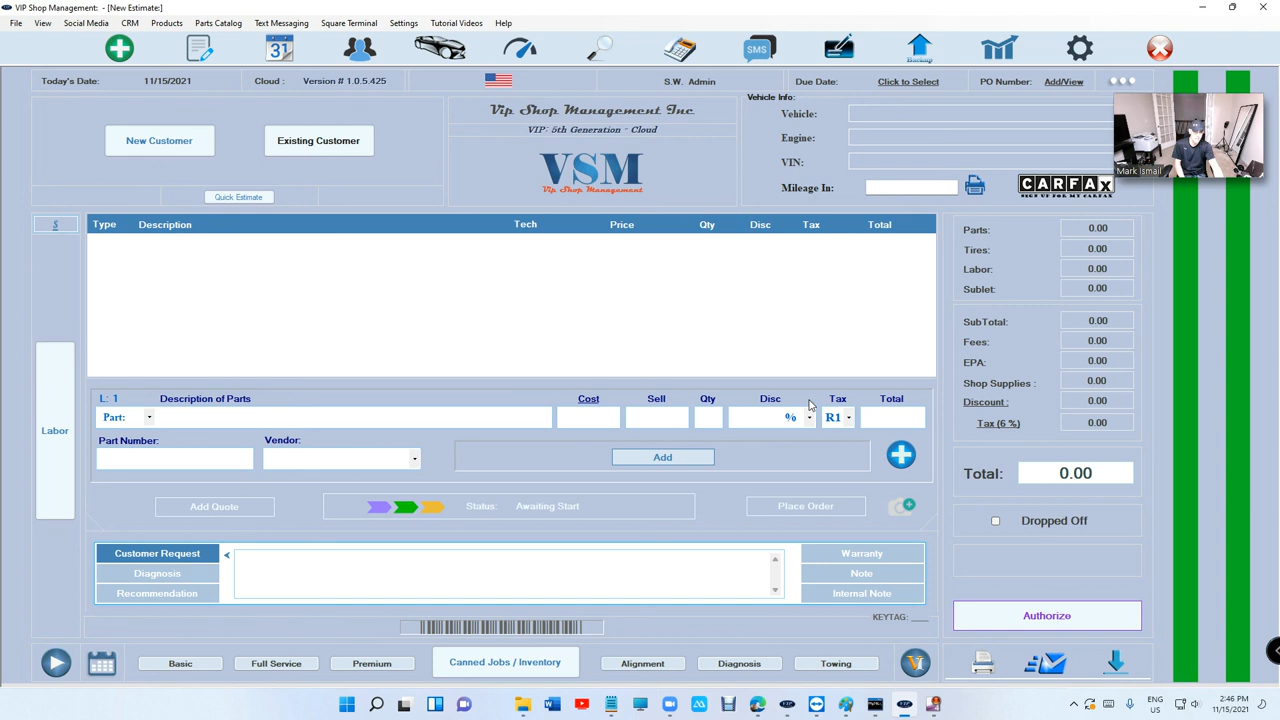 VIP Shop Management: - [New Estimate:]
File View Social Media CRM Products Parts Catalog Text Messaging Square Terminal Settings Tutorial Videos Help
31 SMS Backup
Today's Date: 11/15/2021 Cloud : Version # 1.0.5.425 S.W. Admin Due Date: Click to Select PO Number: Add/View
Vip Shop Management Inc
VIP: 5th Generation - Cloud
VSM
Vip Shop Management
New Customer Existing Customer
Quick Estimate
Vehicle Info:
Vehicle:
Engine:
VIN:
Mileage In:
CARFAX
SIGN UP FOR MY CARFAX
Mark Ismail
S
Type Description Tech Price Qty Disc Tax Total
Labor
L: 1 Description of Parts Cost Sell Qty Disc Tax Total
Part: % R1
Part Number: Vendor:
Add
Add Quote Status: Awaiting Start Place Order
Customer Request
Diagnosis
Recommendation
<
Warranty
Note
Internal Note
KEYTAG: ____
Parts: 0.00
Tires: 0.00
Labor: 0.00
Sublet: 0.00
SubTotal: 0.00
Fees: 0.00
EPA: 0.00
Shop Supplies : 0.00
Discount : 0.00
Tax (6 %) 0.00
Total: 0.00
Dropped Off
Authorize
Basic Full Service Premium Canned Jobs / Inventory Alignment Diagnosis Towing
ENG
US
2:46 PM
11/15/2021